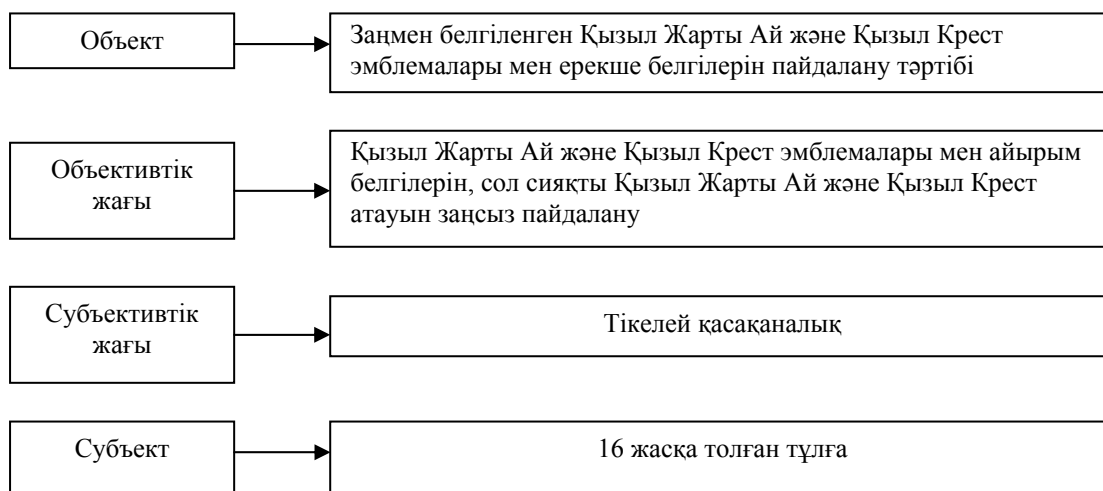 Объект
Заңмен белгіленген Қызыл Жарты Ай және Қызыл Крест
эмблемалары мен ерекше белгілерін пайдалану тәртібі
Объективтік
жағы
Қызыл Жарты Ай және Қызыл Крест эмблемалары мен айырым
белгілерін, сол сияқты Қызыл Жарты Ай және Қызыл Крест
атауын заңсыз пайдалану
Субъективтік
жағы
Тікелей қасақаналық
Субъект
16 жасқа толған тұлға